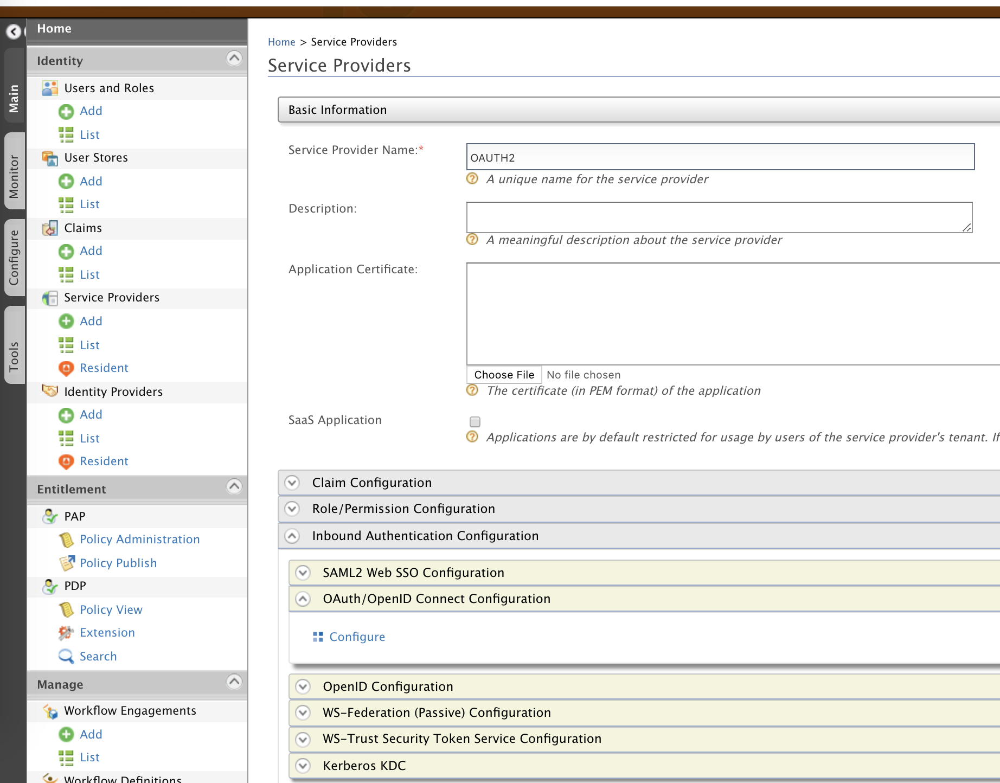 Home
Identity
Users and Roles
Add
List
User Stores
Add
List
Claims
Add
List
Service Providers
Add
List
Resident
Identity Providers
Add
List
Resident
Entitlement
PAP
Policy Administration
Policy Publish
PDP
Policy View
Extension
Search
Manage
Workflow Engagements
Add
List
Workflow Definitions
Main
Monitor
Configure
Tools
Home > Service Providers
Service Providers
Basic Information
Service Provider Name:*
OAUTH2
A unique name for the service provider
Description:
A meaningful description about the service provider
Application Certificate:
Choose File No file chosen
The certificate (in PEM format) of the application
SaaS Application
Applications are by default restricted for usage by users of the service provider's tenant. If
Claim Configuration
Role/Permission Configuration
Inbound Authentication Configuration
SAML2 Web SSO Configuration
OAuth/OpenID Connect Configuration
Configure
OpenID Configuration
WS-Federation (Passive) Configuration
WS-Trust Security Token Service Configuration
Kerberos KDC